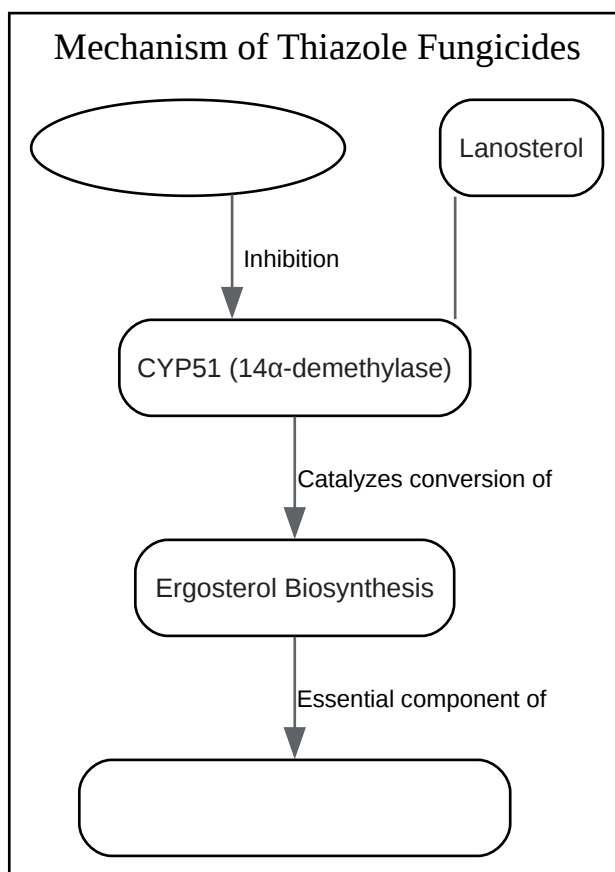 Mechanism of Thiazole Fungicides
Lanosterol
Inhibition
CYP51 (14α-demethylase)
Catalyzes conversion of
Ergosterol Biosynthesis
Essential component of